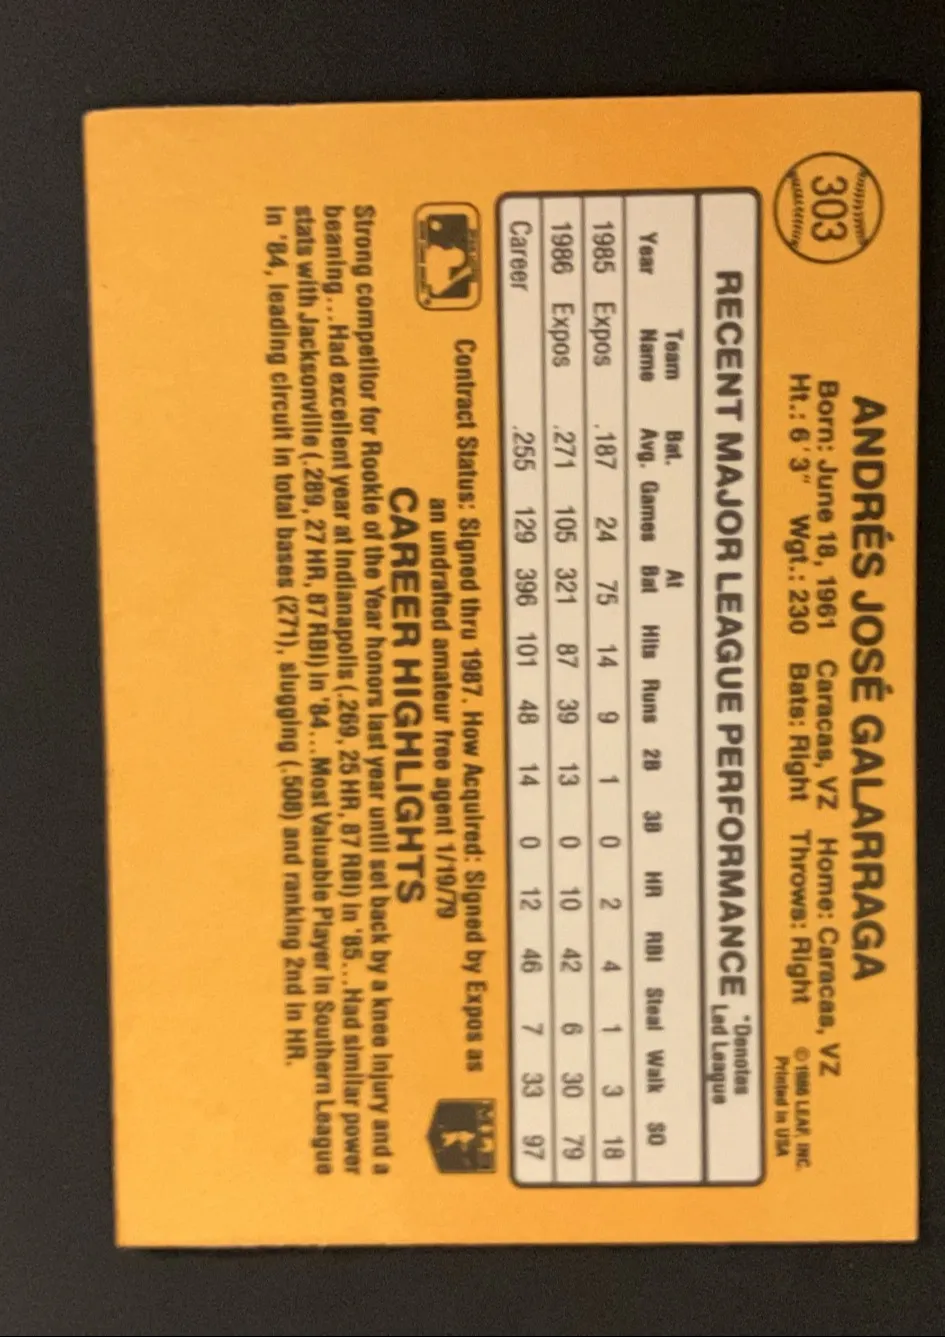 303
ANDRÉS JOSÉ GALARRAGA
Born: June 18, 1961 Caracas, VZ Home: Caracas, VZ
Ht.: 6'3" Wgt.: 230 Bats: Right Throws: Right
© 1986 LEAF, INC.
Printed in USA
RECENT MAJOR LEAGUE PERFORMANCE *Denotes
Led League
Team Bat. At
Year Name Avg. Games Bat Hits Runs 2B 3B HR RBI Steal Walk SO
1985 Expos .187 24 75 14 9 1 0 2 4 1 3 18
1986 Expos .271 105 321 87 39 13 0 10 42 6 30 79
Career .255 129 396 101 48 14 0 12 46 7 33 97
Contract Status: Signed thru 1987. How Acquired: Signed by Expos as
an undrafted amateur free agent 1/19/79
CAREER HIGHLIGHTS
Strong competitor for Rookie of the Year honors last year until set back by a knee injury and a
beaning...Had excellent year at Indianapolis (.269, 25 HR, 87 RBI) in '85...Had similar power
stats with Jacksonville (.289, 27 HR, 87 RBI) in '84...Most Valuable Player in Southern League
in '84, leading circuit in total bases (271), slugging (.508) and ranking 2nd in HR.